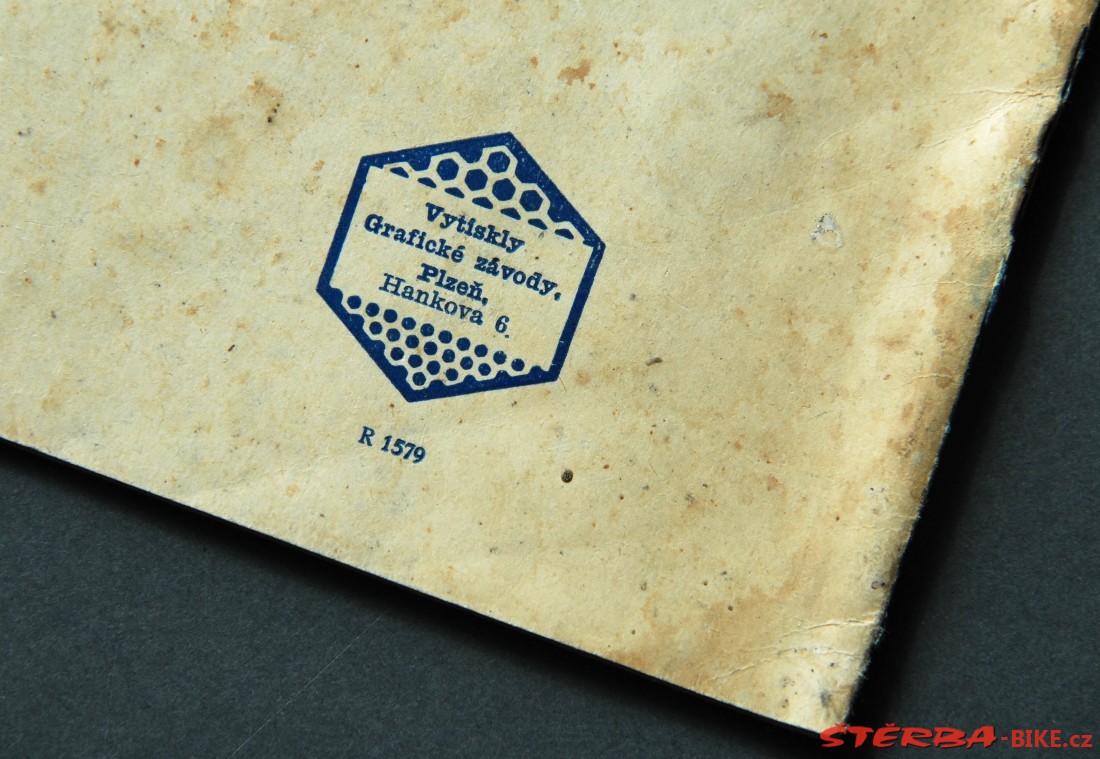 Vytiskly
Grafické závody,
Plzeň,
Hankova 6.
R 1579
ŠTĚRBA-BIKE.cz